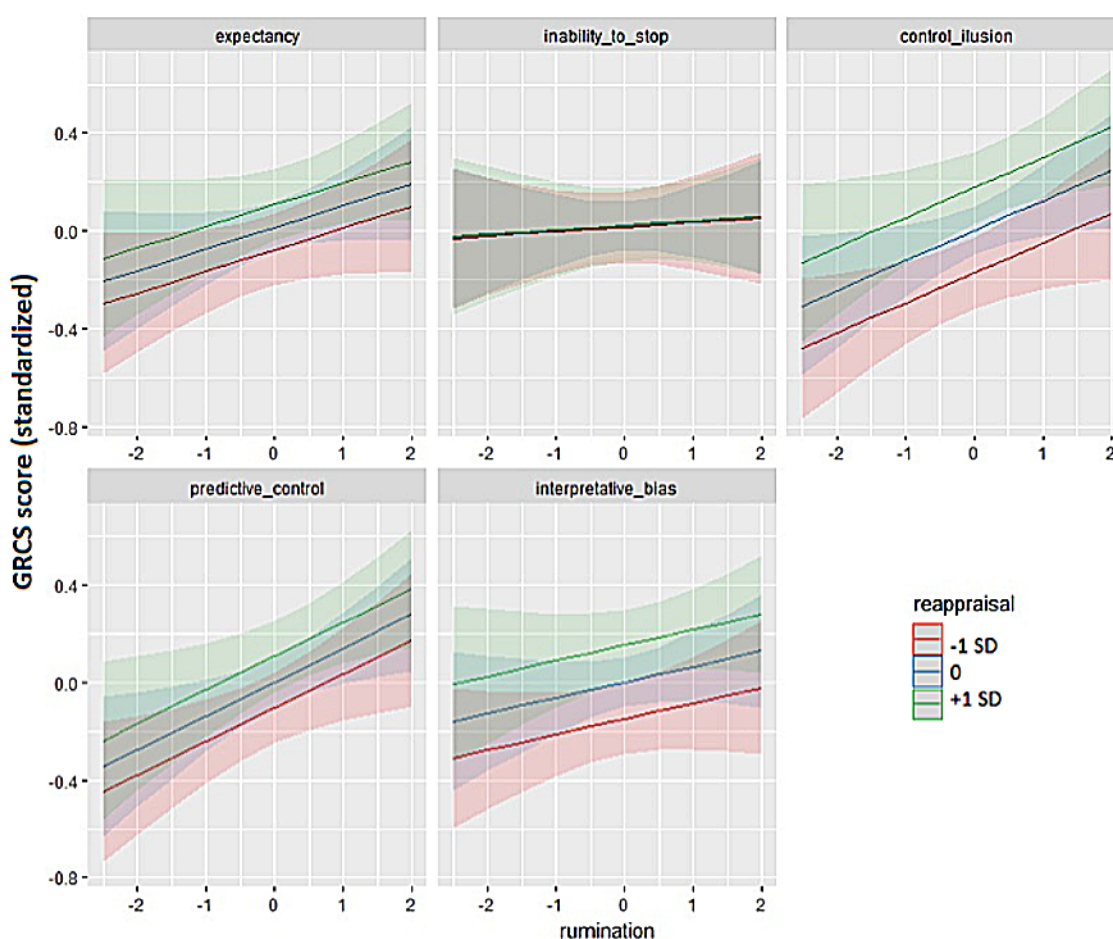 expectancy
inability_to_stop
control_ilusion
0.4
0.0
-0.4
-0.8
-2 -1 0 1 2
-2 -1 0 1 2
-2 -1 0 1 2
GRCS score (standardized)
predictive_control
interpretative_bias
0.4
0.0
-0.4
-0.8
-2 -1 0 1 2
-2 -1 0 1 2
rumination
reappraisal
-1 SD
0
+1 SD